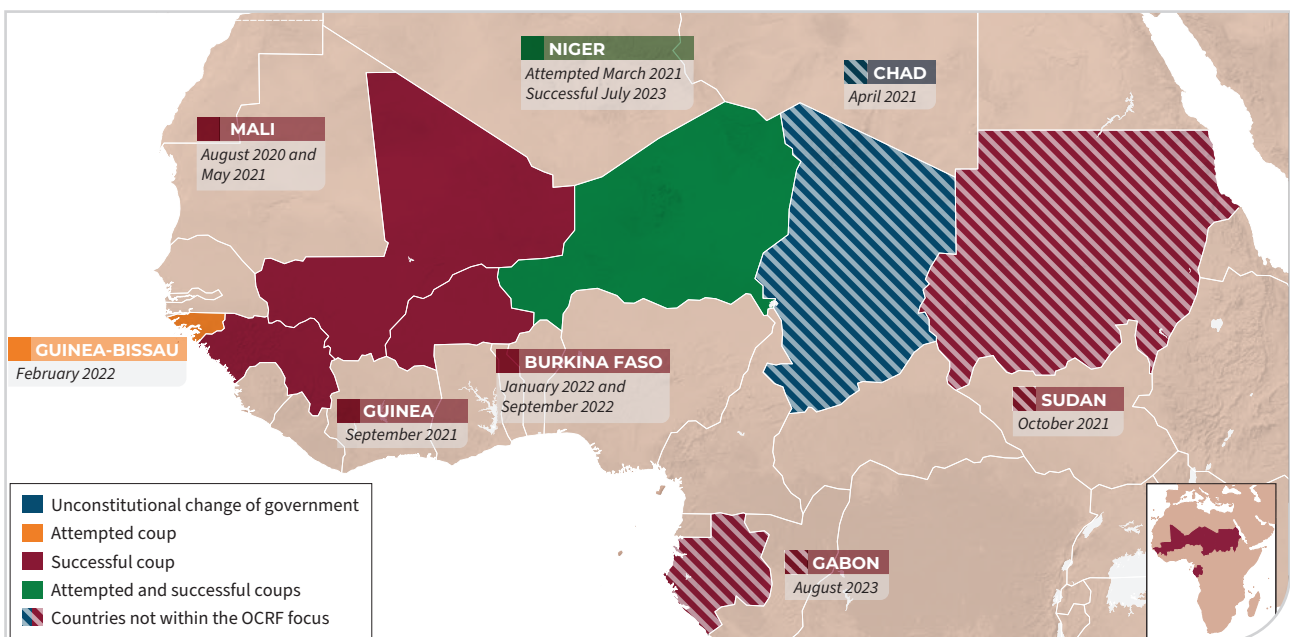 NIGER
Attempted March 2021
Successful July 2023
CHAD
April 2021
MALI
August 2020 and
May 2021
GUINEA-BISSAU
February 2022
BURKINA FASO
January 2022 and
September 2022
GUINEA
September 2021
SUDAN
October 2021
GABON
August 2023
Unconstitutional change of government
Attempted coup
Successful coup
Attempted and successful coups
Countries not within the OCRF focus